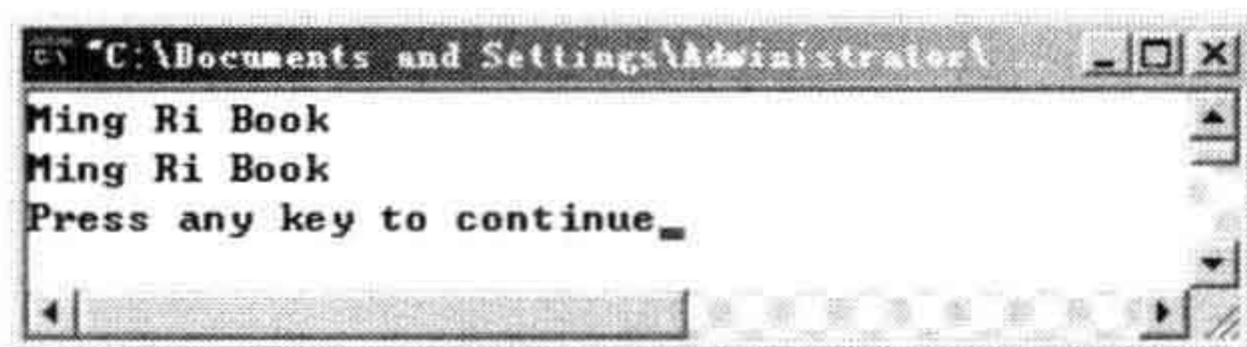 "C:\Documents and Settings\Administrator\
Ming Ri Book
Ming Ri Book
Press any key to continue_